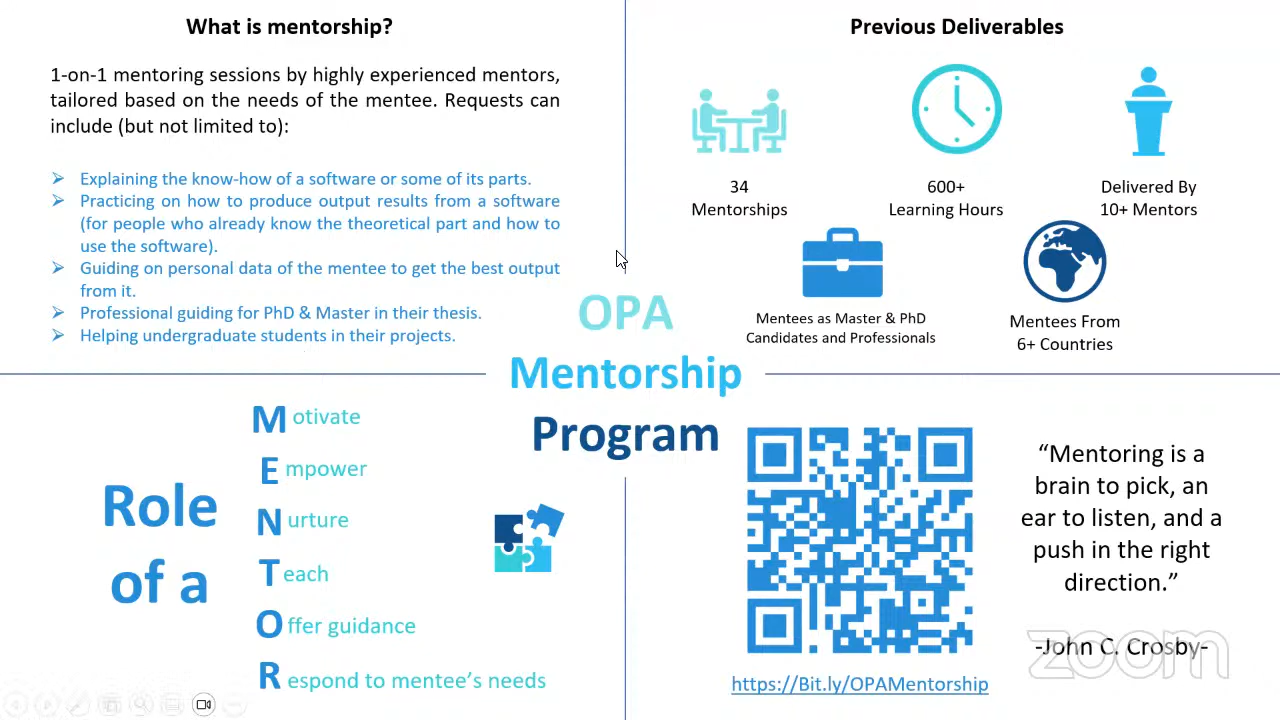 What is mentorship?
1-on-1 mentoring sessions by highly experienced mentors,
tailored based on the needs of the mentee. Requests can
include (but not limited to):
Explaining the know-how of a software or some of its parts.
Practicing on how to produce output results from a software
(for people who already know the theoretical part and how to
use the software).
Guiding on personal data of the mentee to get the best output
from it.
Professional guiding for PhD & Master in their thesis.
Helping undergraduate students in their projects.
Previous Deliverables
34
Mentorships
600+
Learning Hours
Delivered By
10+ Mentors
Mentees as Master & PhD
Candidates and Professionals
Mentees From
6+ Countries
OPA
Mentorship
Program
Role
of a
Motivate
Empower
Nurture
Teach
Offer guidance
Respond to mentee's needs
https://Bit.ly/OPAMentorship
“Mentoring is a
brain to pick, an
ear to listen, and a
push in the right
direction.”
-John C. Crosby-
zoom